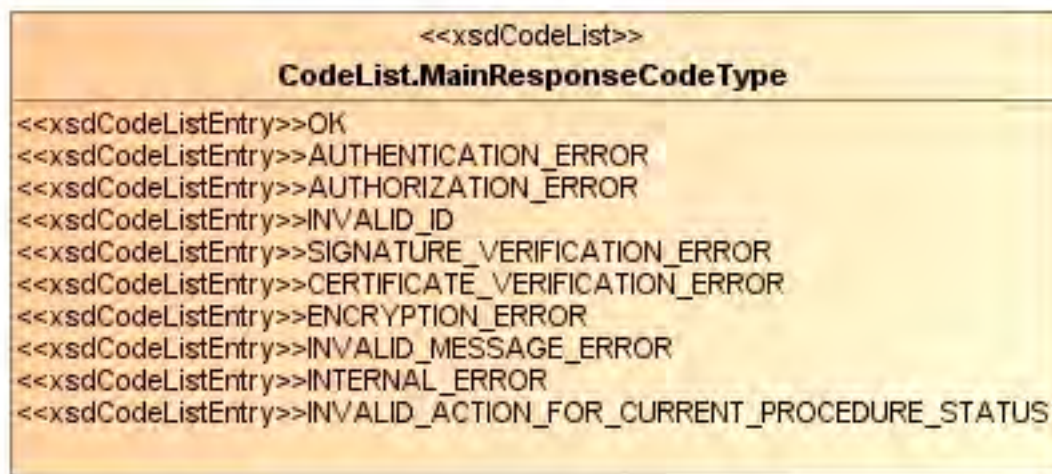 <<xsdCodeList>>
CodeList.MainResponseCodeType
<<xsdCodeListEntry>>OK
<<xsdCodeListEntry>>AUTHENTICATION_ERROR
<<xsdCodeListEntry>>AUTHORIZATION_ERROR
<<xsdCodeListEntry>>INVALID_ID
<<xsdCodeListEntry>>SIGNATURE_VERIFICATION_ERROR
<<xsdCodeListEntry>>CERTIFICATE_VERIFICATION_ERROR
<<xsdCodeListEntry>>ENCRYPTION_ERROR
<<xsdCodeListEntry>>INVALID_MESSAGE_ERROR
<<xsdCodeListEntry>>INTERNAL_ERROR
<<xsdCodeListEntry>>INVALID_ACTION_FOR_CURRENT_PROCEDURE_STATUS